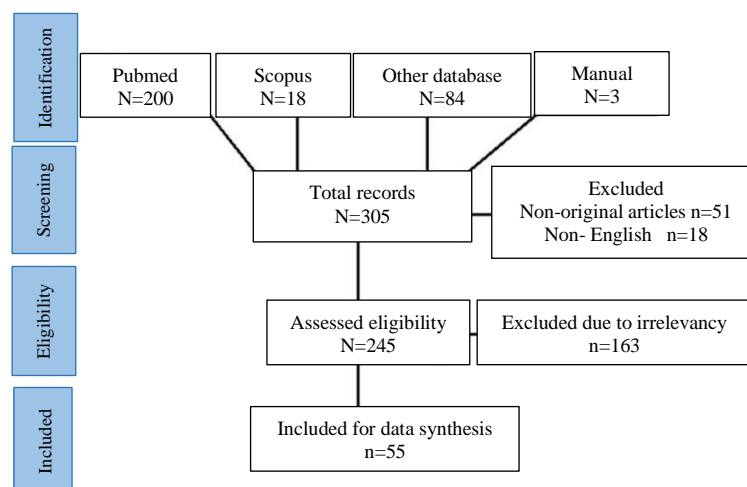 Identification
Pubmed
N=200
Scopus
N=18
Other database
N=84
Manual
N=3
Screening
Total records
N=305
Excluded
Non-original articles n=51
Non- English n=18
Eligibility
Assessed eligibility
N=245
Excluded due to irrelevancy
n=163
Included
Included for data synthesis
n=55